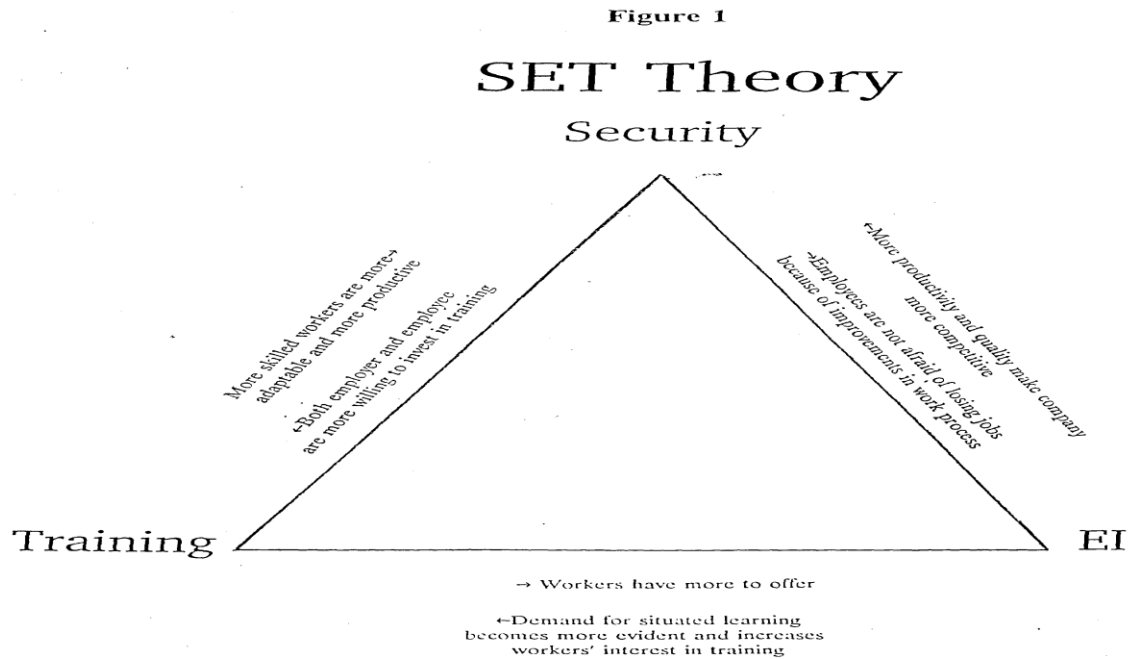 Figure 1
SET Theory
Security
More skilled workers are more→
adaptable and more productive
←Both employer and employee
are more willing to invest in training
←More productivity and quality make company
more competitive
→Employees are not afraid of losing jobs
because of improvements in work process
Training
EI
→ Workers have more to offer
←Demand for situated learning
becomes more evident and increases
workers' interest in training